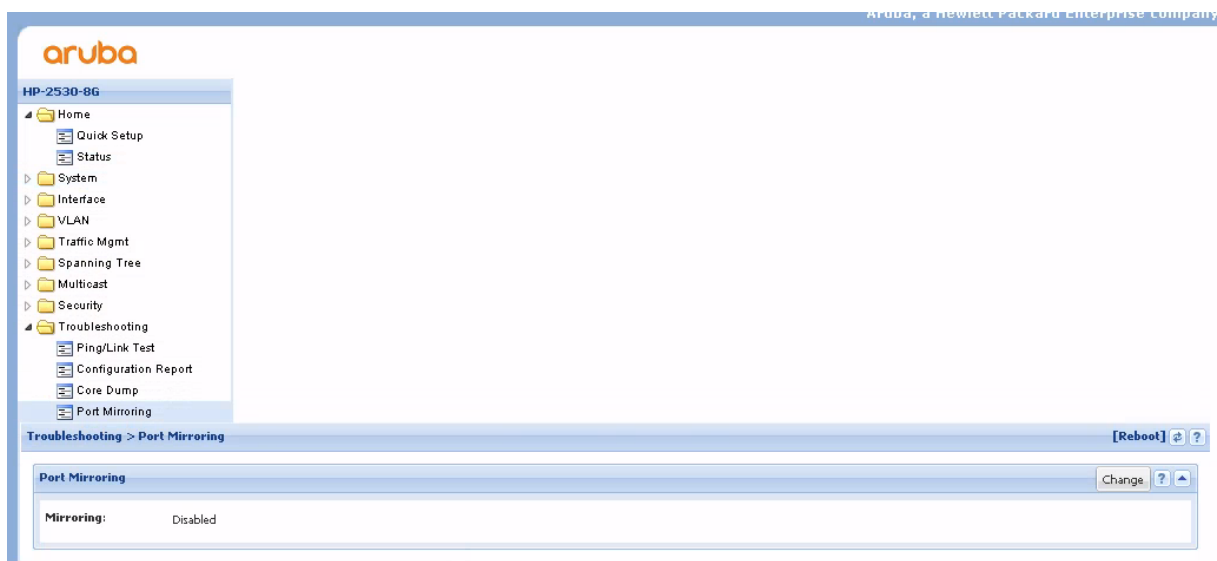 Aruba, a Hewlett Packard Enterprise company
aruba
HP-2530-8G
Home
Quick Setup
Status
System
Interface
VLAN
Traffic Mgmt
Spanning Tree
Multicast
Security
Troubleshooting
Ping/Link Test
Configuration Report
Core Dump
Port Mirroring
Troubleshooting > Port Mirroring [Reboot] ?
Port Mirroring Change ?
Mirroring: Disabled